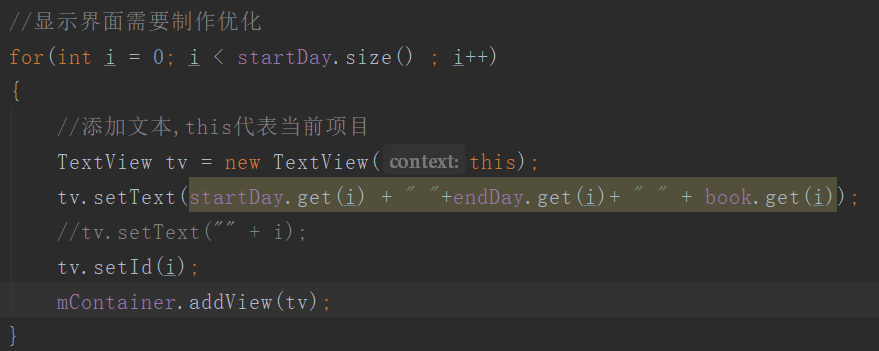 //显示界面需要制作优化
for(int i = 0; i < startDay.size() ; i++)
{
//添加文本,this代表当前项目
TextView tv = new TextView( context: this);
tv.setText(startDay.get(i) + " "+endDay.get(i)+ " " + book.get(i));
//tv.setText("" + i);
tv.setId(i);
mContainer.addView(tv);
}